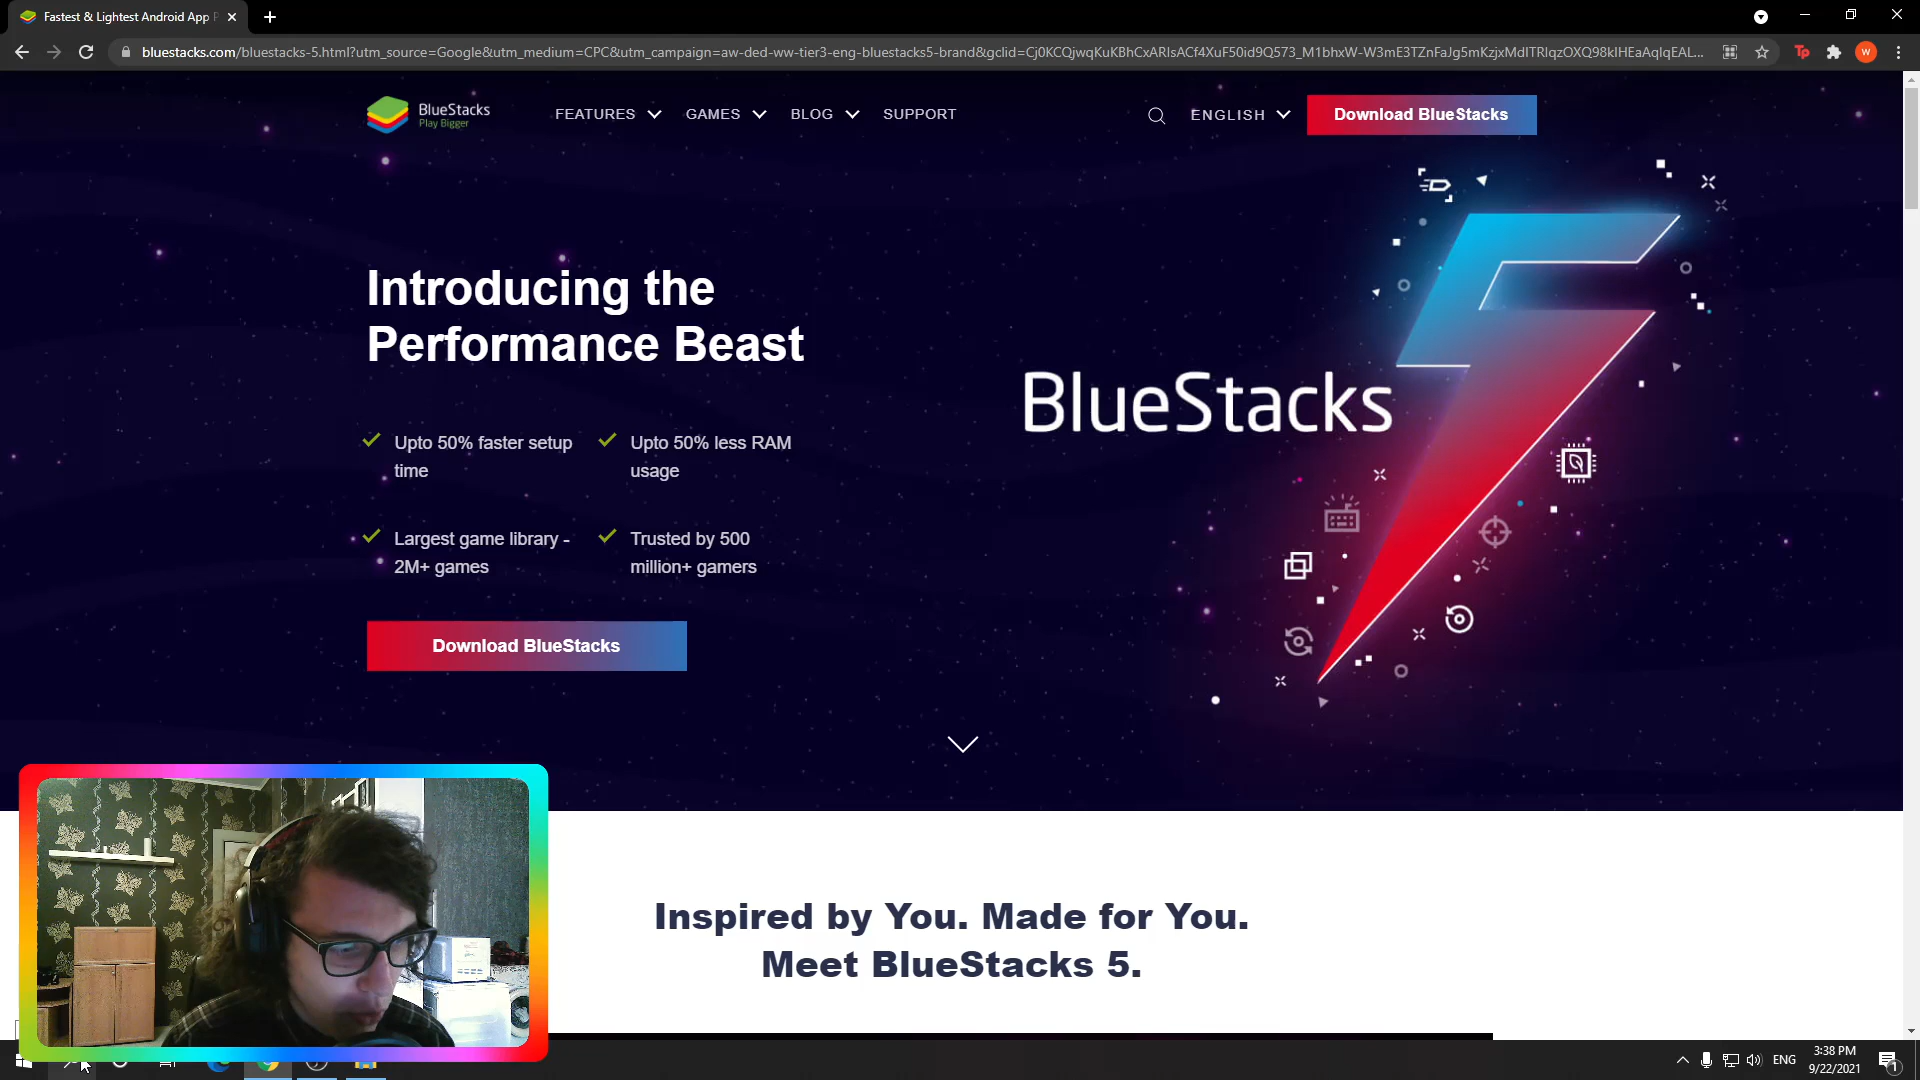 Fastest & Lightest Android App P
bluestacks.com/bluestacks-5.html?utm_source=Google&utm_medium=CPC&utm_campaign=aw-ded-ww-tier3-eng-bluestacks5-brand&gclid=Cj0KCQjwqKuKBhCxARIsACf4XuF50id9Q573_M1bhxW-W3mE3TZnFaJg5mKzjxMdlTRlqzOXQ98klHEaAqlqEAL...
W
BlueStacks
Play Bigger
FEATURES GAMES BLOG SUPPORT
ENGLISH
Download BlueStacks
Introducing the
Performance Beast
Upto 50% faster setup
time
Upto 50% less RAM
usage
Largest game library -
2M+ games
Trusted by 500
million+ gamers
Download BlueStacks
BlueStacks
5
Inspired by You. Made for You.
Meet BlueStacks 5.
ENG
3:38 PM
9/22/2021
1